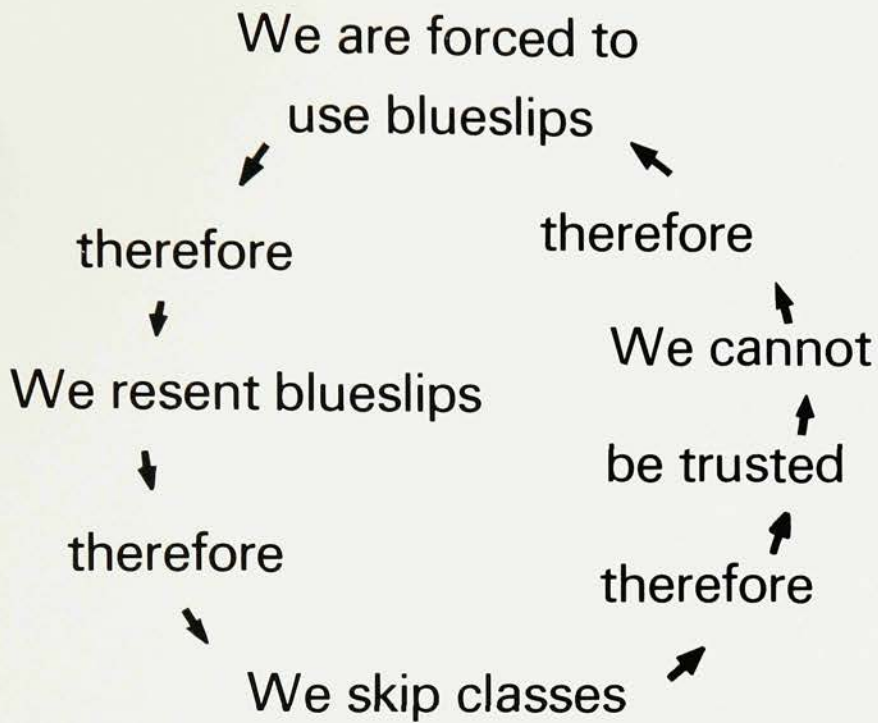 We are forced to
use blueslips
therefore
We resent blueslips
therefore
We skip classes
therefore
We cannot
be trusted
therefore